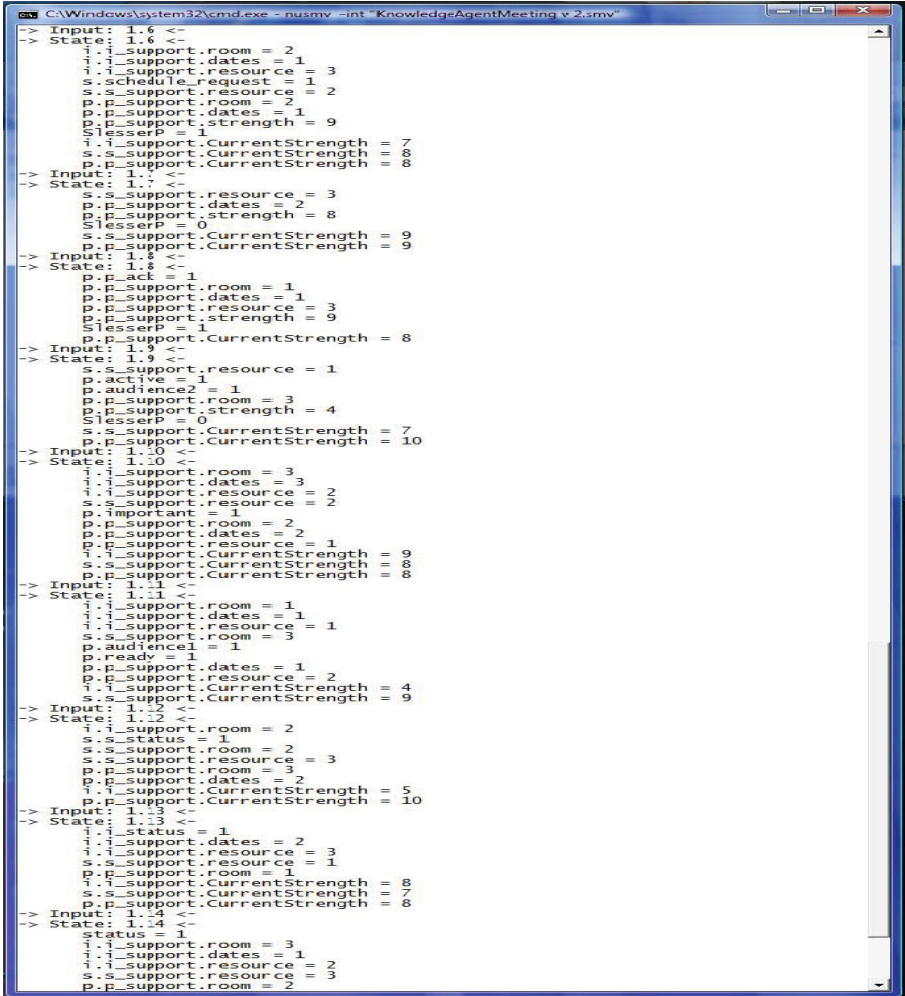 C:\Windows\system32\cmd.exe - nusmv -int "KnowledgeAgentMeeting v 2.smv"
-> Input: 1.6 <-
-> State: 1.6 <-
i.i_support.room = 2
i.i_support.dates = 1
i.i_support.resource = 3
s.schedule_request = 1
s.s_support.resource = 2
p.p_support.room = 2
p.p_support.dates = 1
p.p_support.strength = 9
SlesserP = 1
i.i_support.CurrentStrength = 7
s.s_support.CurrentStrength = 8
p.p_support.CurrentStrength = 8
-> Input: 1.7 <-
-> State: 1.7 <-
s.s_support.resource = 3
p.p_support.dates = 2
p.p_support.strength = 8
SlesserP = 0
s.s_support.CurrentStrength = 9
p.p_support.CurrentStrength = 9
-> Input: 1.8 <-
-> State: 1.8 <-
p.p_ack = 1
p.p_support.room = 1
p.p_support.dates = 1
p.p_support.resource = 3
p.p_support.strength = 9
SlesserP = 1
p.p_support.CurrentStrength = 8
-> Input: 1.9 <-
-> State: 1.9 <-
s.s_support.resource = 1
p.active = 1
p.audience2 = 1
p.p_support.room = 3
p.p_support.strength = 4
SlesserP = 0
s.s_support.CurrentStrength = 7
p.p_support.CurrentStrength = 10
-> Input: 1.10 <-
-> State: 1.10 <-
i.i_support.room = 3
i.i_support.dates = 3
i.i_support.resource = 2
s.s_support.resource = 2
p.important = 1
p.p_support.room = 2
p.p_support.dates = 2
p.p_support.resource = 1
i.i_support.CurrentStrength = 9
s.s_support.CurrentStrength = 8
p.p_support.CurrentStrength = 8
-> Input: 1.11 <-
-> State: 1.11 <-
i.i_support.room = 1
i.i_support.dates = 1
i.i_support.resource = 1
s.s_support.room = 3
p.audience1 = 1
p.ready = 1
p.p_support.dates = 1
p.p_support.resource = 2
i.i_support.CurrentStrength = 4
s.s_support.CurrentStrength = 9
-> Input: 1.12 <-
-> State: 1.12 <-
i.i_support.room = 2
s.s_status = 1
s.s_support.room = 2
s.s_support.resource = 3
p.p_support.room = 3
p.p_support.dates = 2
i.i_support.CurrentStrength = 5
p.p_support.CurrentStrength = 10
-> Input: 1.13 <-
-> State: 1.13 <-
i.i_status = 1
i.i_support.dates = 2
i.i_support.resource = 3
s.s_support.resource = 1
p.p_support.room = 1
i.i_support.CurrentStrength = 8
s.s_support.CurrentStrength = 7
p.p_support.CurrentStrength = 8
-> Input: 1.14 <-
-> State: 1.14 <-
status = 1
i.i_support.room = 3
i.i_support.dates = 1
i.i_support.resource = 2
s.s_support.resource = 3
p.p_support.room = 2